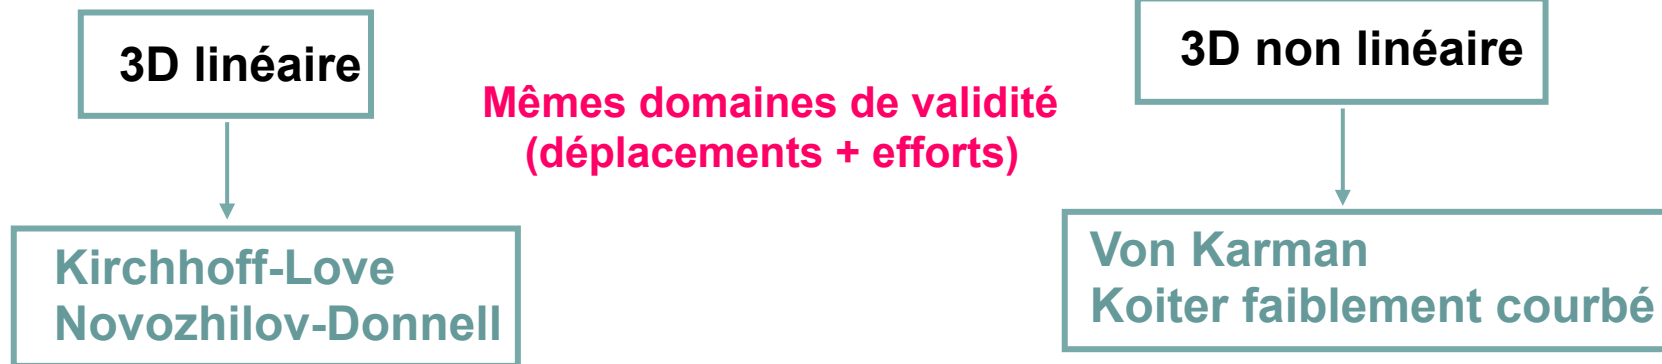 3D linéaire
3D non linéaire
Mêmes domaines de validité
(déplacements + efforts)
Kirchhoff-Love
Novozhilov-Donnell
Von Karman
Koiter faiblement courbé